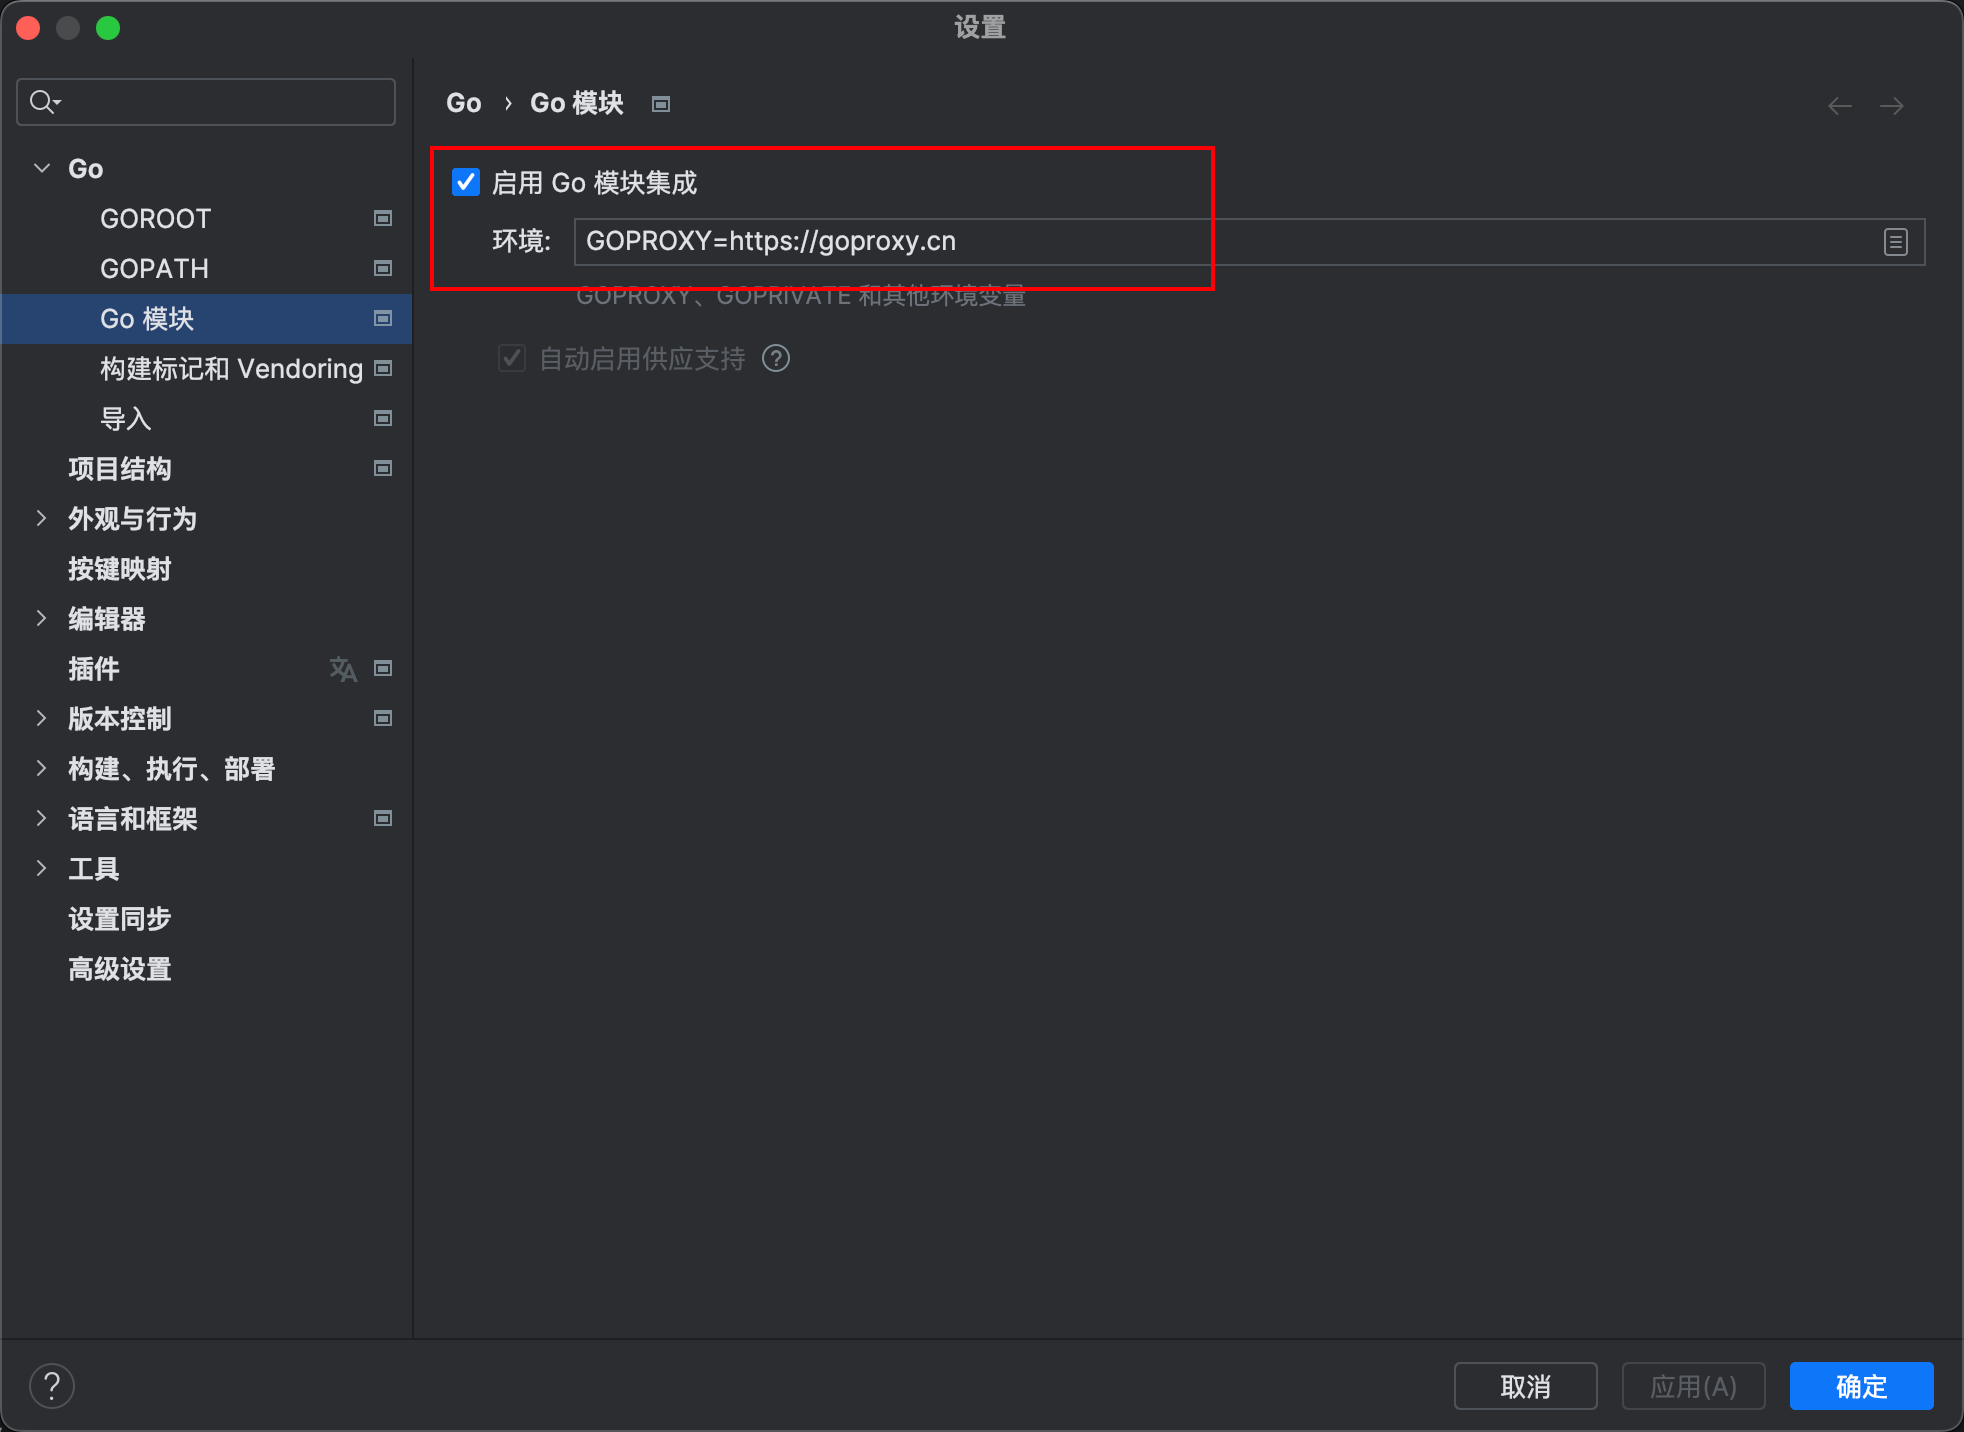 设置
Go
GOROOT
GOPATH
Go 模块
构建标记和 Vendoring
导入
项目结构
外观与行为
按键映射
编辑器
插件
版本控制
构建、执行、部署
语言和框架
工具
设置同步
高级设置
Go › Go 模块
启用 Go 模块集成
环境: GOPROXY=https://goproxy.cn
GOPROXY、GOPRIVATE 和其他环境变量
自动启用供应支持 ?
?
取消 应用(A) 确定